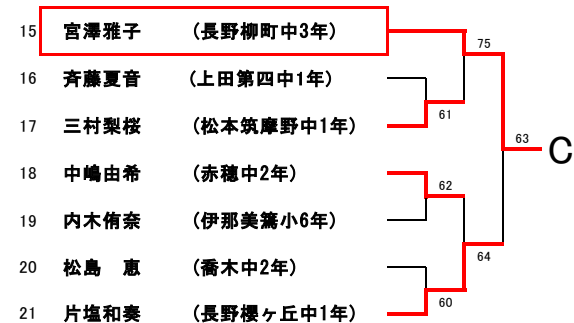 15 宮澤雅子 (長野柳町中3年)
75
16 斉藤夏音 (上田第四中1年)
61
17 三村梨桜 (松本筑摩野中1年)
63
C
18 中嶋由希 (赤穂中2年)
62
19 内木侑奈 (伊那美篶小6年)
64
20 松島 恵 (喬木中2年)
60
21 片塩和奏 (長野櫻ヶ丘中1年)